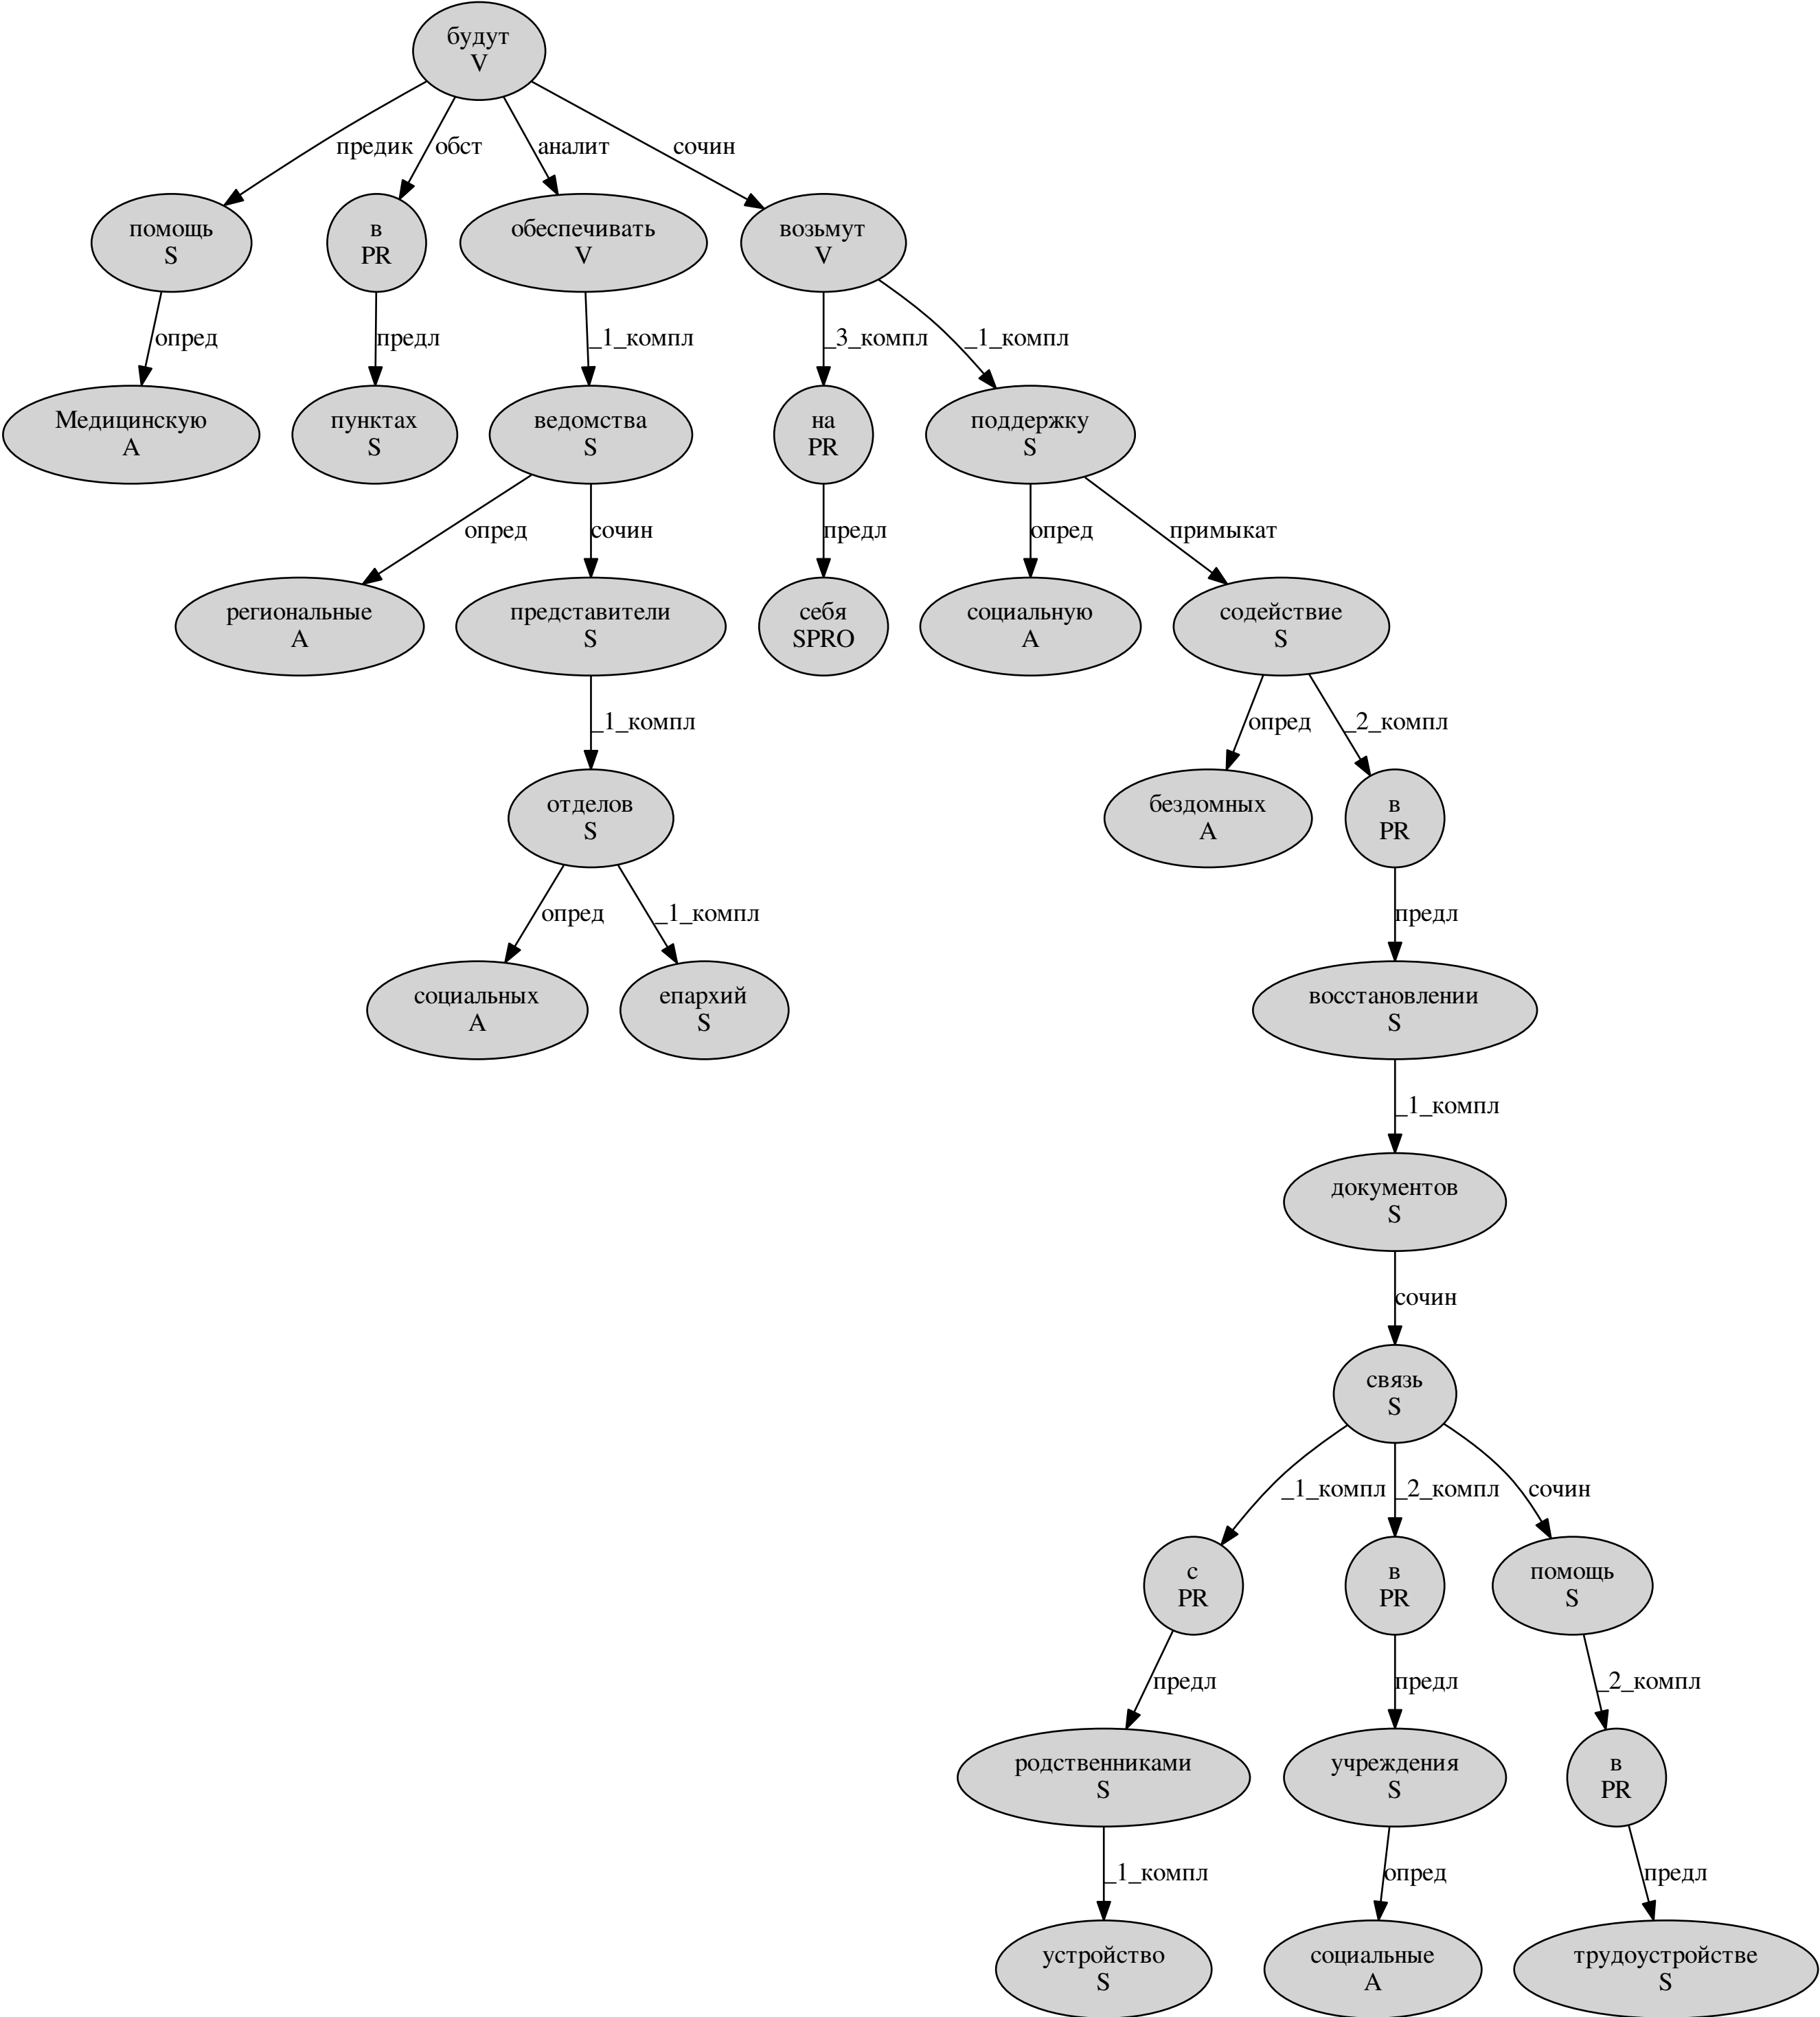 будут
V
предик
обст
аналит
сочин
помощь
S
в
PR
обеспечивать
V
возьмут
V
опред
предл
_1_компл
_3_компл
_1_компл
Медицинскую
A
пунктах
S
ведомства
S
на
PR
поддержку
S
опред
сочин
предл
опред
примыкат
региональные
A
представители
S
себя
SPRO
социальную
A
содействие
S
_1_компл
опред
_2_компл
отделов
S
бездомных
A
в
PR
опред
_1_компл
предл
социальных
A
епархий
S
восстановлении
S
_1_компл
документов
S
сочин
связь
S
_1_компл
_2_компл
сочин
с
PR
в
PR
помощь
S
предл
предл
_2_компл
родственниками
S
учреждения
S
в
PR
_1_компл
опред
предл
устройство
S
социальные
A
трудоустройстве
S